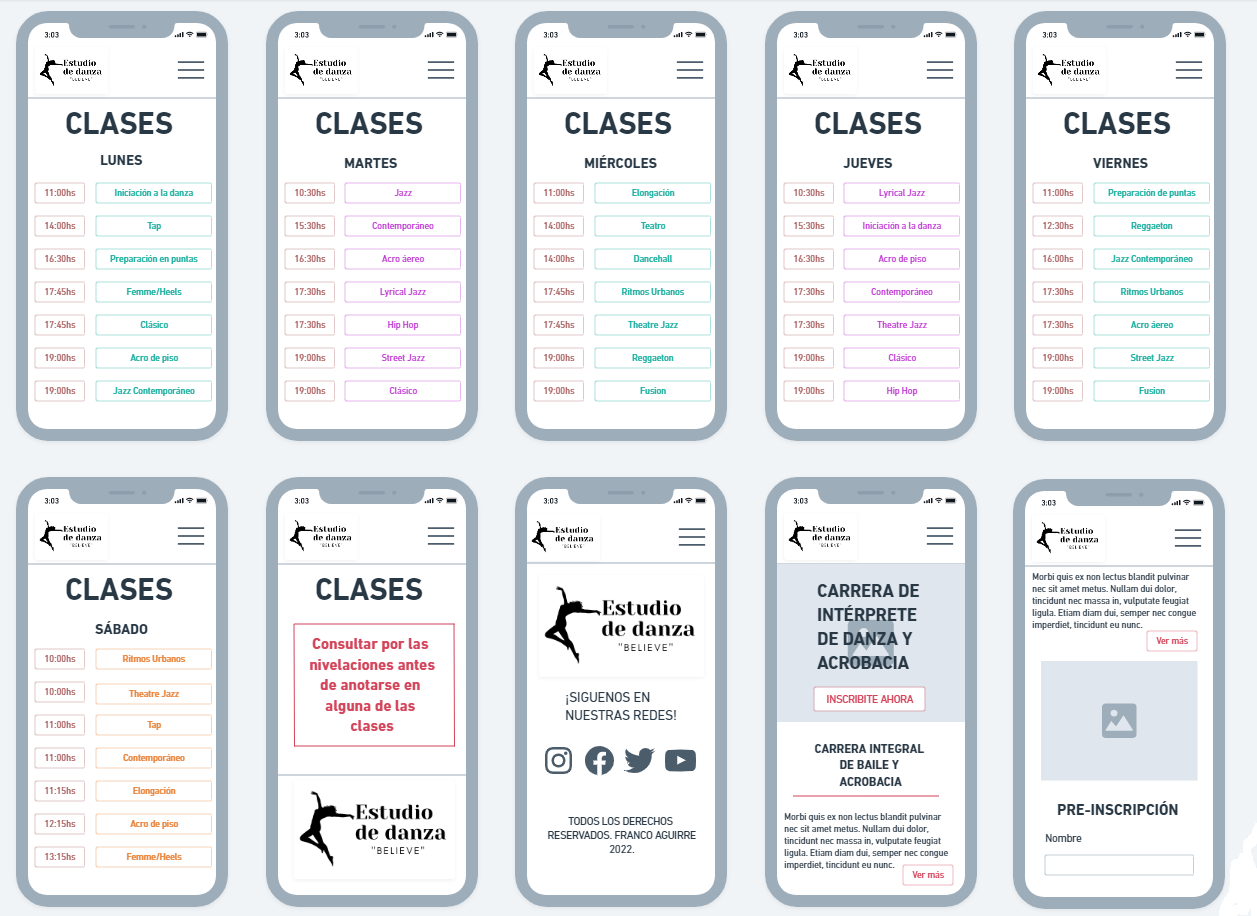 3:03
Estudio
de danza
"BELIEVE"
CLASES
LUNES
11:00hs Iniciación a la danza
14:00hs Tap
16:30hs Preparación en puntas
17:45hs Femme/Heels
17:45hs Clásico
19:00hs Acro de piso
19:00hs Jazz Contemporáneo
3:03
Estudio
de danza
"BELIEVE"
CLASES
MARTES
10:30hs Jazz
15:30hs Contemporáneo
16:30hs Acro áereo
17:30hs Lyrical Jazz
17:30hs Hip Hop
19:00hs Street Jazz
19:00hs Clásico
3:03
Estudio
de danza
"BELIEVE"
CLASES
MIÉRCOLES
11:00hs Elongación
14:00hs Teatro
14:00hs Dancehall
17:45hs Ritmos Urbanos
17:45hs Theatre Jazz
19:00hs Reggaeton
19:00hs Fusion
3:03
Estudio
de danza
"BELIEVE"
CLASES
JUEVES
10:30hs Lyrical Jazz
15:30hs Iniciación a la danza
16:30hs Acro de piso
17:30hs Contemporáneo
17:30hs Theatre Jazz
19:00hs Clásico
19:00hs Hip Hop
3:03
Estudio
de danza
"BELIEVE"
CLASES
VIERNES
11:00hs Preparación de puntas
12:30hs Reggaeton
16:00hs Jazz Contemporáneo
17:30hs Ritmos Urbanos
17:30hs Acro áereo
19:00hs Street Jazz
19:00hs Fusion
3:03
Estudio
de danza
"BELIEVE"
CLASES
SÁBADO
10:00hs Ritmos Urbanos
10:00hs Theatre Jazz
11:00hs Tap
11:00hs Contemporáneo
11:15hs Elongación
12:15hs Acro de piso
13:15hs Femme/Heels
3:03
Estudio
de danza
"BELIEVE"
CLASES
Consultar por las
nivelaciones antes
de anotarse en
alguna de las
clases
Estudio
de danza
"BELIEVE"
3:03
Estudio
de danza
"BELIEVE"
Estudio
de danza
"BELIEVE"
¡SIGUENOS EN
NUESTRAS REDES!
TODOS LOS DERECHOS
RESERVADOS. FRANCO AGUIRRE
2022.
3:03
Estudio
de danza
"BELIEVE"
CARRERA DE
INTÉRPRETE
DE DANZA Y
ACROBACIA
INSCRIBITE AHORA
CARRERA INTEGRAL
DE BAILE Y
ACROBACIA
Morbi quis ex non lectus blandit pulvinar
nec sit amet metus. Nullam dui dolor,
tincidunt nec massa in, vulputate feugiat
ligula. Etiam diam dui, semper nec congue
imperdiet, tincidunt eu nunc.
Ver más
3:03
Estudio
de danza
"BELIEVE"
Morbi quis ex non lectus blandit pulvinar
nec sit amet metus. Nullam dui dolor,
tincidunt nec massa in, vulputate feugiat
ligula. Etiam diam dui, semper nec congue
imperdiet, tincidunt eu nunc.
Ver más
PRE-INSCRIPCIÓN
Nombre